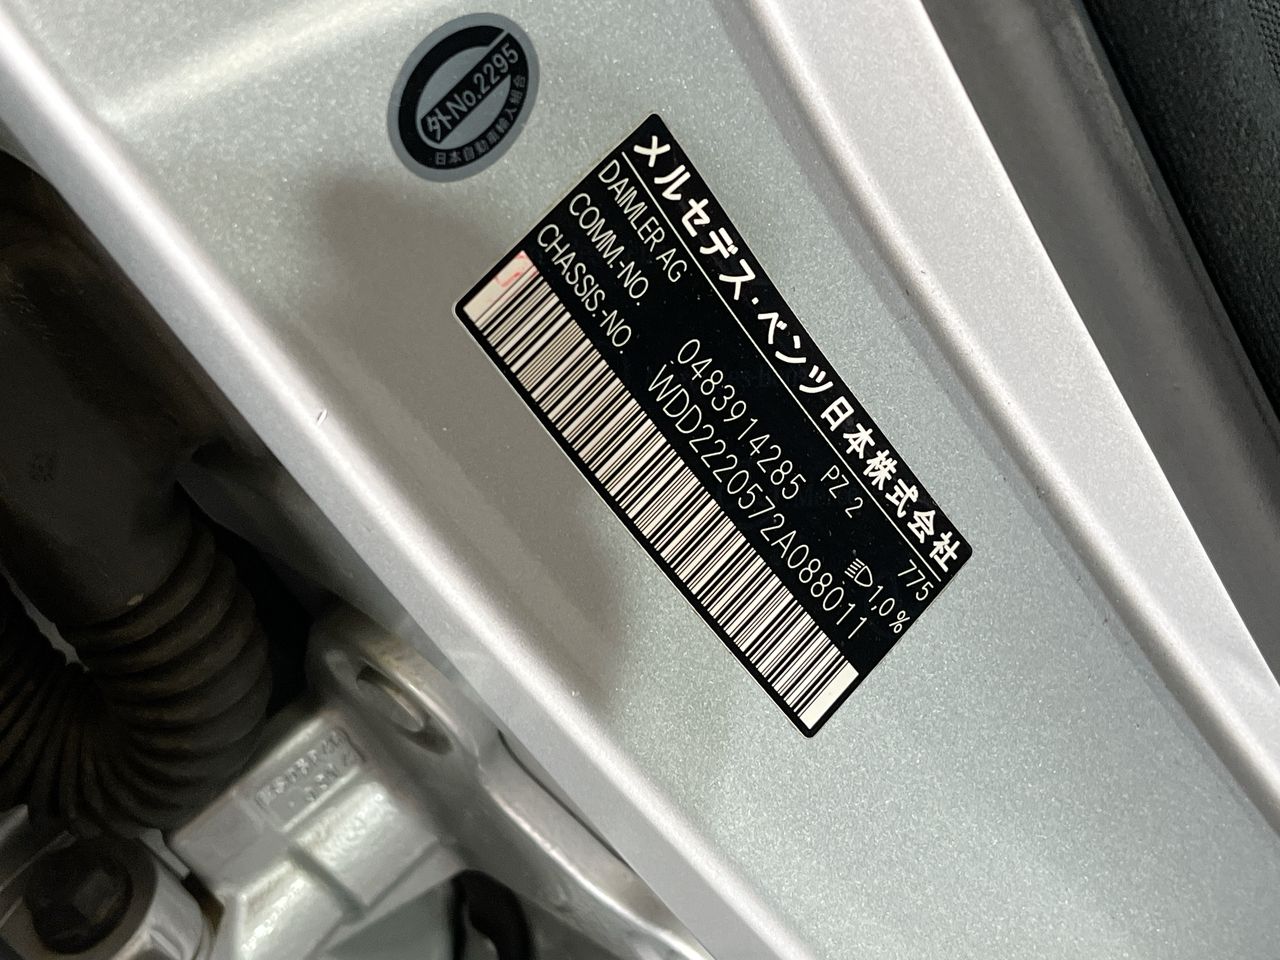 外No.2295
日本自動車輸入組合
メルセデス・ベンツ日本株式会社
DAIMLER AG 775
COMM.-NO. 0483914285 PZ 2 1,0%
CHASSIS.-NO. WDD2220572A088011